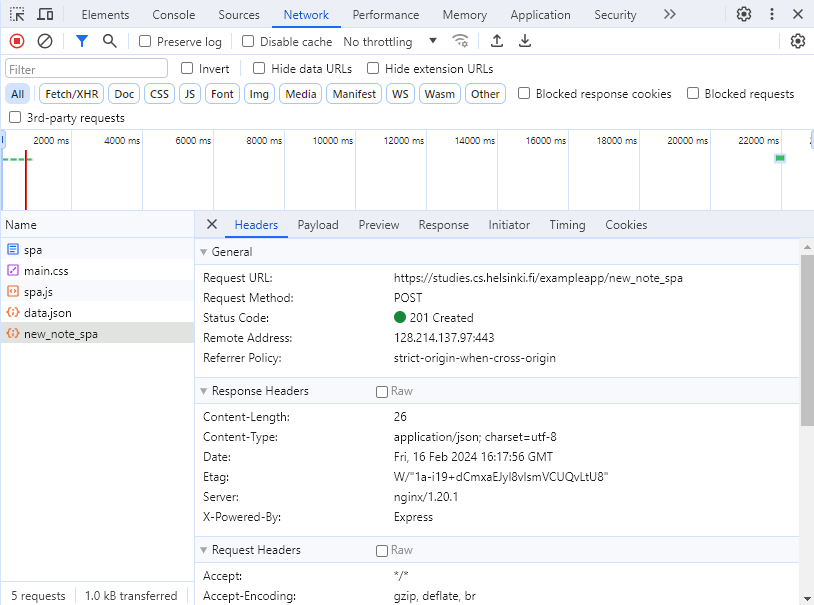 Elements Console Sources Network Performance Memory Application Security
Preserve log Disable cache No throttling
Filter Invert Hide data URLs Hide extension URLs
All Fetch/XHR Doc CSS JS Font Img Media Manifest WS Wasm Other Blocked response cookies Blocked requests
3rd-party requests
2000 ms 4000 ms 6000 ms 8000 ms 10000 ms 12000 ms 14000 ms 16000 ms 18000 ms 20000 ms 22000 ms
Name Headers Payload Preview Response Initiator Timing Cookies
spa
main.css
spa.js
data.json
new_note_spa
General
Request URL: https://studies.cs.helsinki.fi/exampleapp/new_note_spa
Request Method: POST
Status Code: 201 Created
Remote Address: 128.214.137.97:443
Referrer Policy: strict-origin-when-cross-origin
Response Headers Raw
Content-Length: 26
Content-Type: application/json; charset=utf-8
Date: Fri, 16 Feb 2024 16:17:56 GMT
Etag: W/"1a-i19+dCmxaEJyl8vlsmVCUQvLtU8"
Server: nginx/1.20.1
X-Powered-By: Express
Request Headers Raw
Accept: */*
Accept-Encoding: gzip, deflate, br
5 requests 1.0 kB transferred